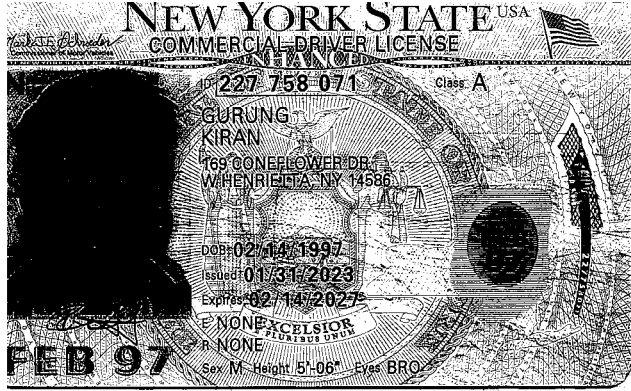 NEW YORK STATE USA
COMMERCIAL DRIVER LICENSE
ENHANCED
ID 227 758 071 Class A
GURUNG
KIRAN
169 CONEFLOWER DR
W HENRIETTA, NY 14586
DOB 02/14/1997
Issued 01/31/2023
Expires 02/14/2027
E NONE
EXCELSIOR
E PLURIBUS UNUM
R NONE
FEB 97
Sex M Height 5'-06" Eyes BRO